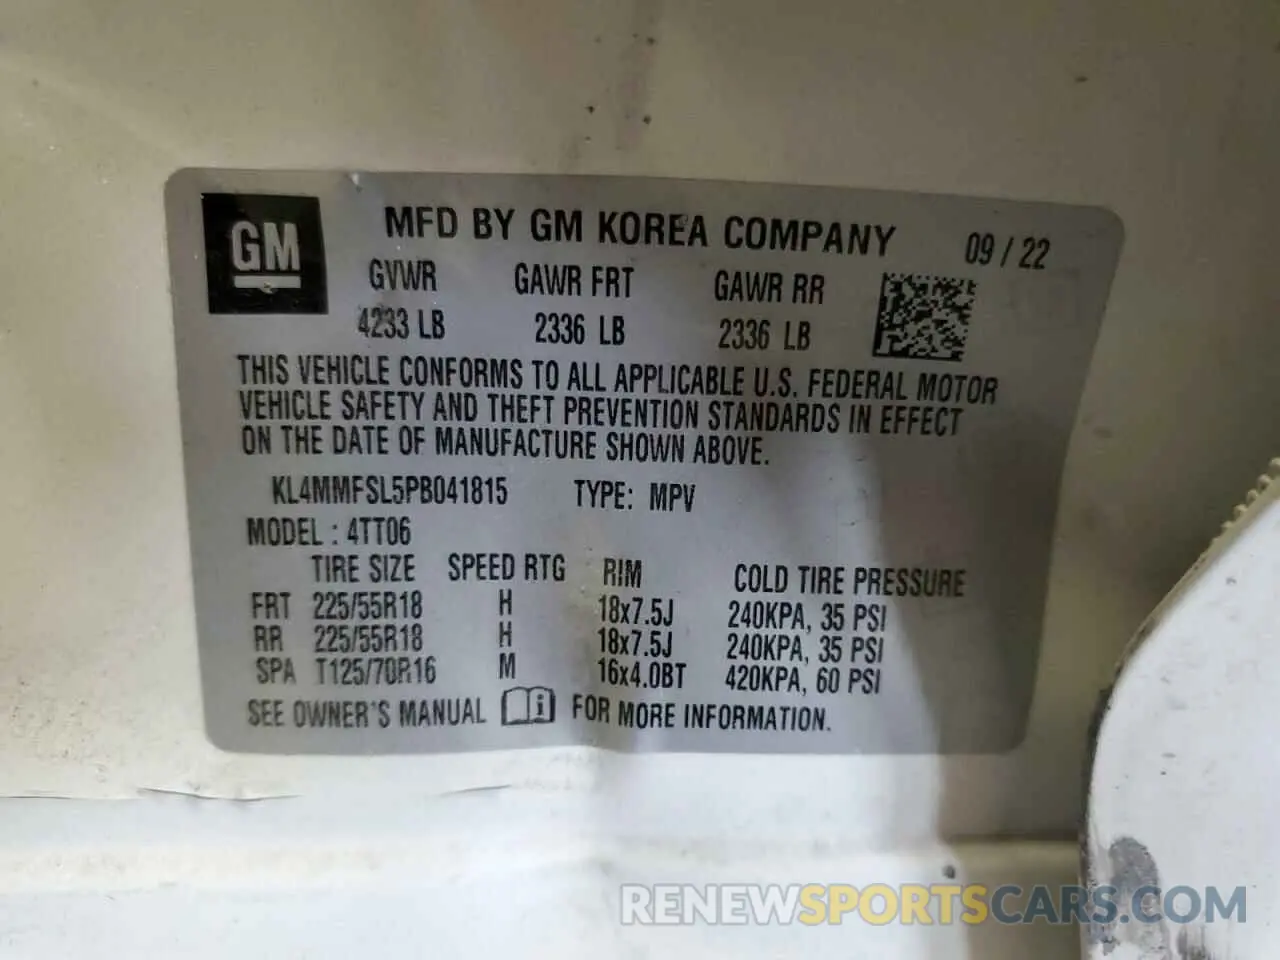 GM
MFD BY GM KOREA COMPANY 09 / 22
GVWR GAWR FRT GAWR RR
4233 LB 2336 LB 2336 LB
THIS VEHICLE CONFORMS TO ALL APPLICABLE U.S. FEDERAL MOTOR
VEHICLE SAFETY AND THEFT PREVENTION STANDARDS IN EFFECT
ON THE DATE OF MANUFACTURE SHOWN ABOVE.
KL4MMFSL5PB041815 TYPE: MPV
MODEL : 4TT06
TIRE SIZE SPEED RTG RIM COLD TIRE PRESSURE
FRT 225/55R18 H 18x7.5J 240KPA, 35 PSI
RR 225/55R18 H 18x7.5J 240KPA, 35 PSI
SPA T125/70R16 M 16x4.0BT 420KPA, 60 PSI
SEE OWNER'S MANUAL i FOR MORE INFORMATION.
RENEWSPORTSCARS.COM